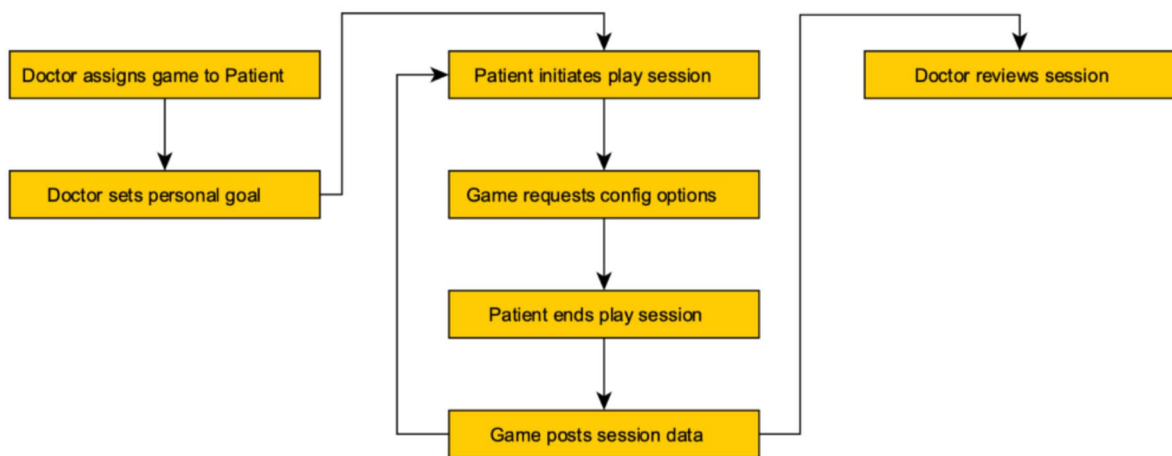 Doctor assigns game to Patient
Doctor sets personal goal
Patient initiates play session
Game requests config options
Patient ends play session
Game posts session data
Doctor reviews session